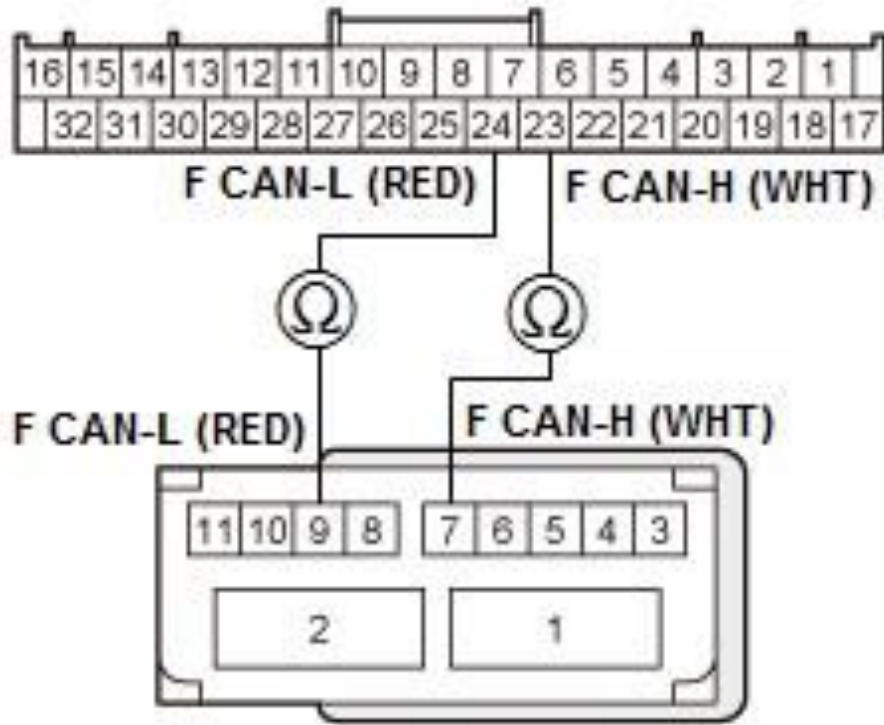 16 15 14 13 12 11 10 9 8 7 6 5 4 3 2 1
32 31 30 29 28 27 26 25 24 23 22 21 20 19 18 17
F CAN-L (RED) F CAN-H (WHT)
Ω Ω
F CAN-L (RED) F CAN-H (WHT)
11 10 9 8 7 6 5 4 3
2 1